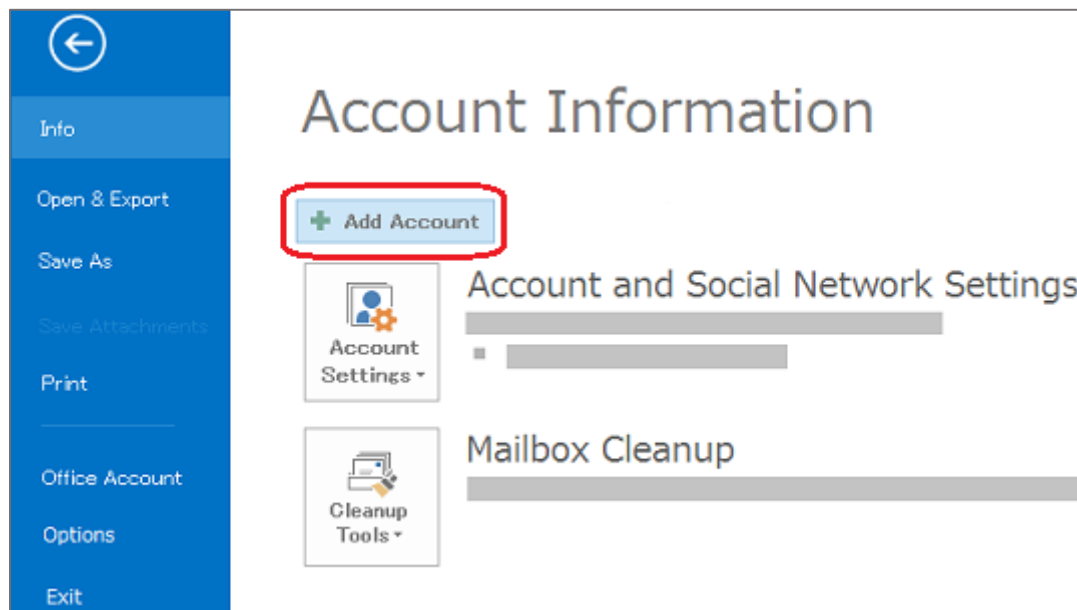 Info
Open & Export
Save As
Save Attachments
Print
Office Account
Options
Exit
Account Information
Add Account
Account
Settings
Account and Social Network Settings
Cleanup
Tools
Mailbox Cleanup